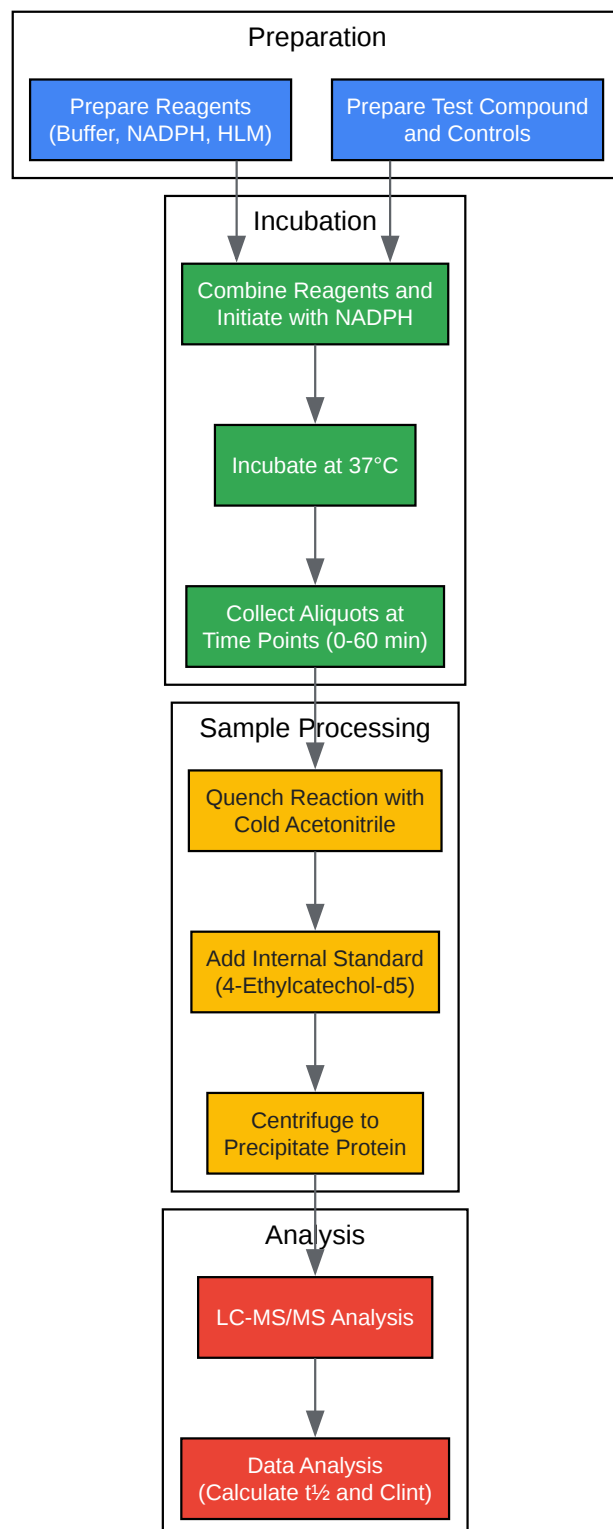 Preparation
Prepare Reagents
(Buffer, NADPH, HLM)
Prepare Test Compound
and Controls
Incubation
Combine Reagents and
Initiate with NADPH
Incubate at 37°C
Collect Aliquots at
Time Points (0-60 min)
Sample Processing
Quench Reaction with
Cold Acetonitrile
Add Internal Standard
(4-Ethylcatechol-d5)
Centrifuge to
Precipitate Protein
Analysis
LC-MS/MS Analysis
Data Analysis
(Calculate t½ and Clint)